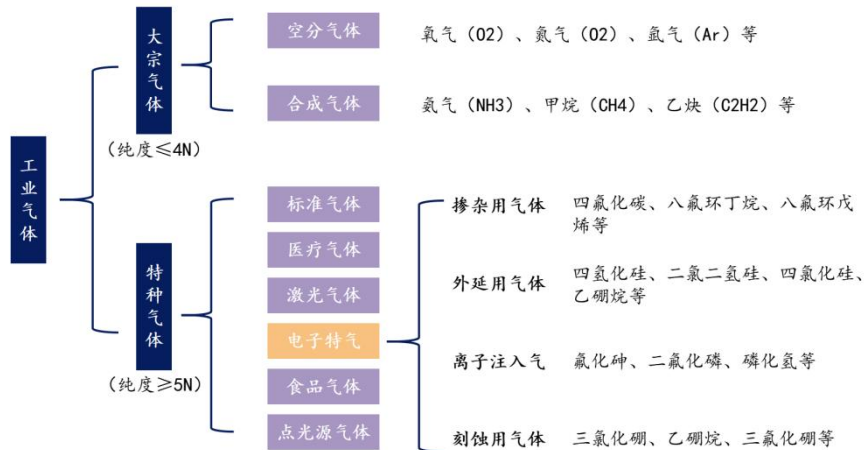 工业气体
大宗气体
(纯度≤4N)
空分气体
氧气（O2）、氮气（O2）、氩气（Ar）等
合成气体
氨气（NH3）、甲烷（CH4）、乙炔（C2H2）等
特种气体
(纯度≥5N)
标准气体
医疗气体
激光气体
电子特气
食品气体
点光源气体
掺杂用气体
四氟化碳、八氟环丁烷、八氟环戊
烯等
外延用气体
四氢化硅、二氯二氢硅、四氯化硅、
乙硼烷等
离子注入气
氟化砷、二氟化磷、磷化氢等
刻蚀用气体
三氯化硼、乙硼烷、三氟化硼等